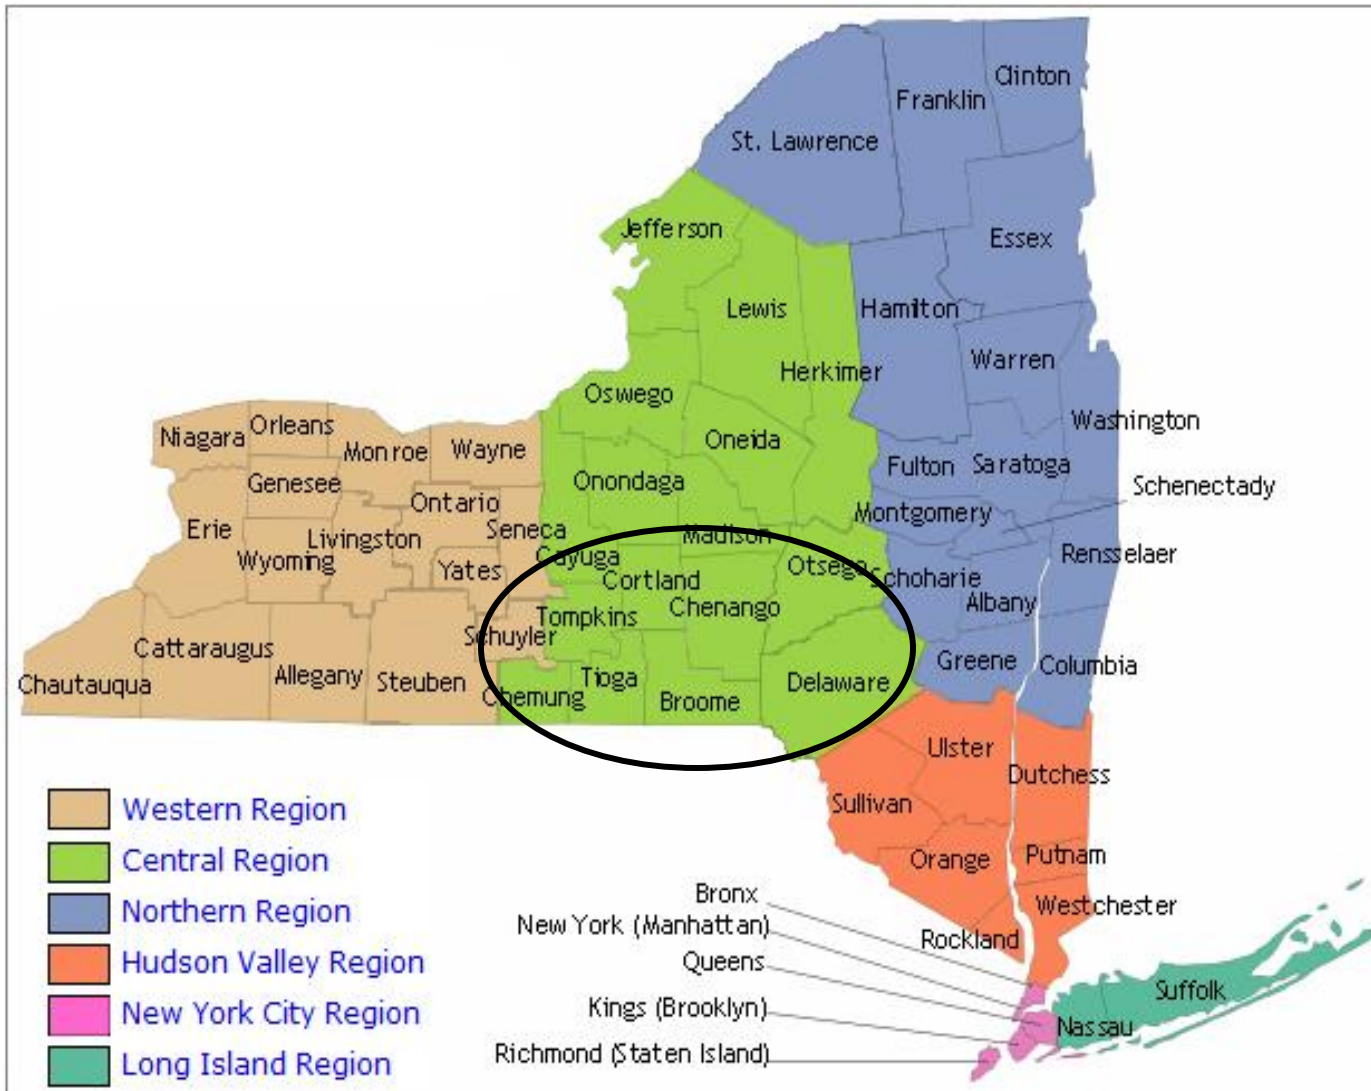 Clinton
Franklin
St. Lawrence
Jefferson
Essex
Lewis
Hamilton
Warren
Herkimer
Oswego
Washington
Oneida
Niagara
Orleans
Monroe
Wayne
Fulton
Saratoga
Genesee
Onondaga
Schenectady
Ontario
Montgomery
Erie
Livingston
Seneca
Madison
Rensselaer
Wyoming
Cayuga
Otsego
Yates
Cortland
Schoharie
Chenango
Albany
Tompkins
Schuyler
Cattaraugus
Greene
Columbia
Chautauqua
Allegany
Steuben
Tioga
Delaware
Chemung
Broome
Ulster
Dutchess
Sullivan
Orange
Putnam
Westchester
Rockland
Bronx
New York (Manhattan)
Queens
Kings (Brooklyn)
Richmond (Staten Island)
Suffolk
Nassau
Western Region
Central Region
Northern Region
Hudson Valley Region
New York City Region
Long Island Region